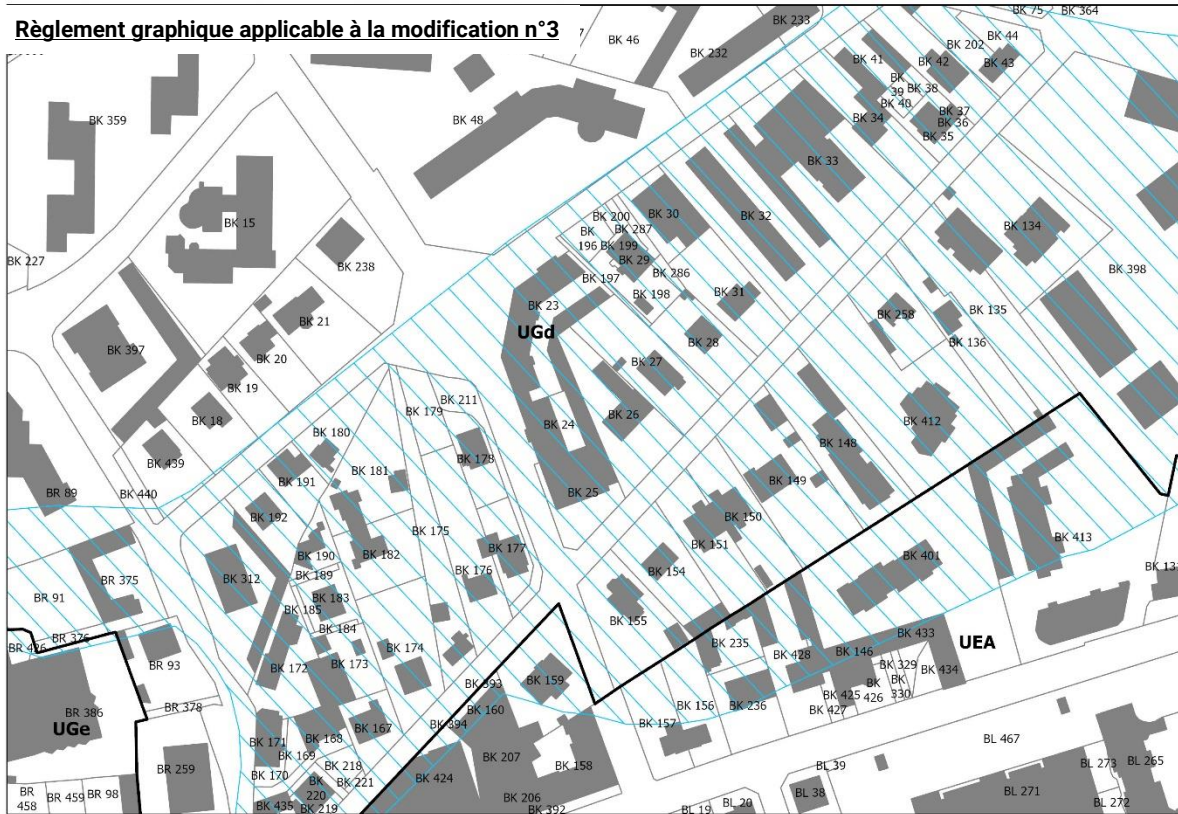 Règlement graphique applicable à la modification n°3
BK 233
BK 75
BK 364
BK 46
BK 232
BK 44
BK 202
BK 43
BK 41
BK 42
BK 39
BK 38
BK 40
BK 37
BK 36
BK 35
BK 34
BK 359
BK 48
BK 33
BK 15
BK 200
BK 30
BK 32
BK 287
BK 196
BK 199
BK 134
BK 227
BK 238
BK 29
BK 286
BK 398
BK 197
BK 198
BK 31
BK 23
BK 258
BK 135
BK 21
UGd
BK 28
BK 136
BK 397
BK 20
BK 27
BK 19
BK 211
BK 179
BK 26
BK 24
BK 412
BK 18
BK 180
BK 178
BK 148
BK 439
BK 181
BK 191
BK 149
BR 89
BK 440
BK 25
BK 192
BK 175
BK 150
BK 413
BK 190
BK 182
BK 177
BK 151
BK 401
BR 375
BK 312
BK 189
BK 176
BK 154
BK 131
BR 91
BK 183
BK 185
BK 155
BR 376
BR 426
BK 184
BK 433
BK 235
UEA
BR 93
BK 172
BK 173
BK 174
BK 428
BK 146
BK 329
BK 434
BK 393
BK 159
BK 425
BK 426
BK 330
BR 378
BK 160
BK 156
BK 236
BK 427
BR 386
UGe
BK 394
BK 157
BK 171
BK 168
BK 167
BK 169
BK 207
BK 158
BL 467
BR 259
BK 170
BK 218
BK 221
BK 424
BL 39
BL 273
BL 265
BR 458
BR 459
BR 98
BK 220
BK 206
BL 38
BL 271
BK 435
BK 219
BK 392
BL 19
BL 20
BL 272